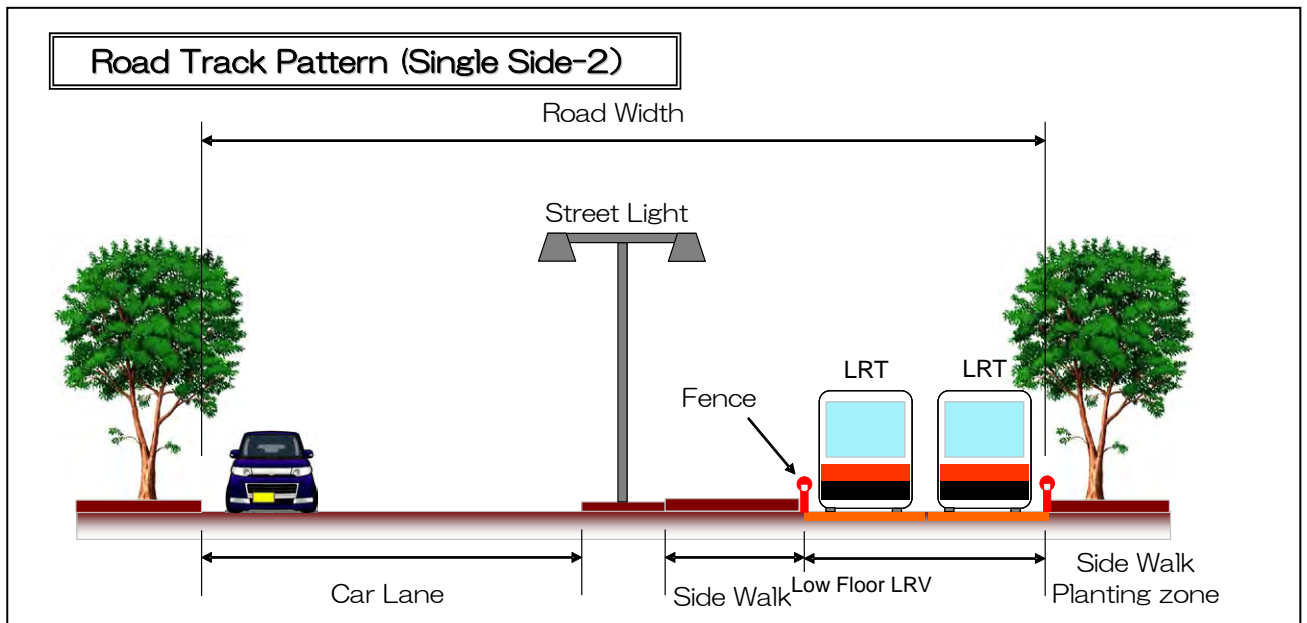 Road Track Pattern (Single Side-2)
Road Width
Street Light
LRT
LRT
Fence
Car Lane
Side Walk
Low Floor LRV
Side Walk
Planting zone